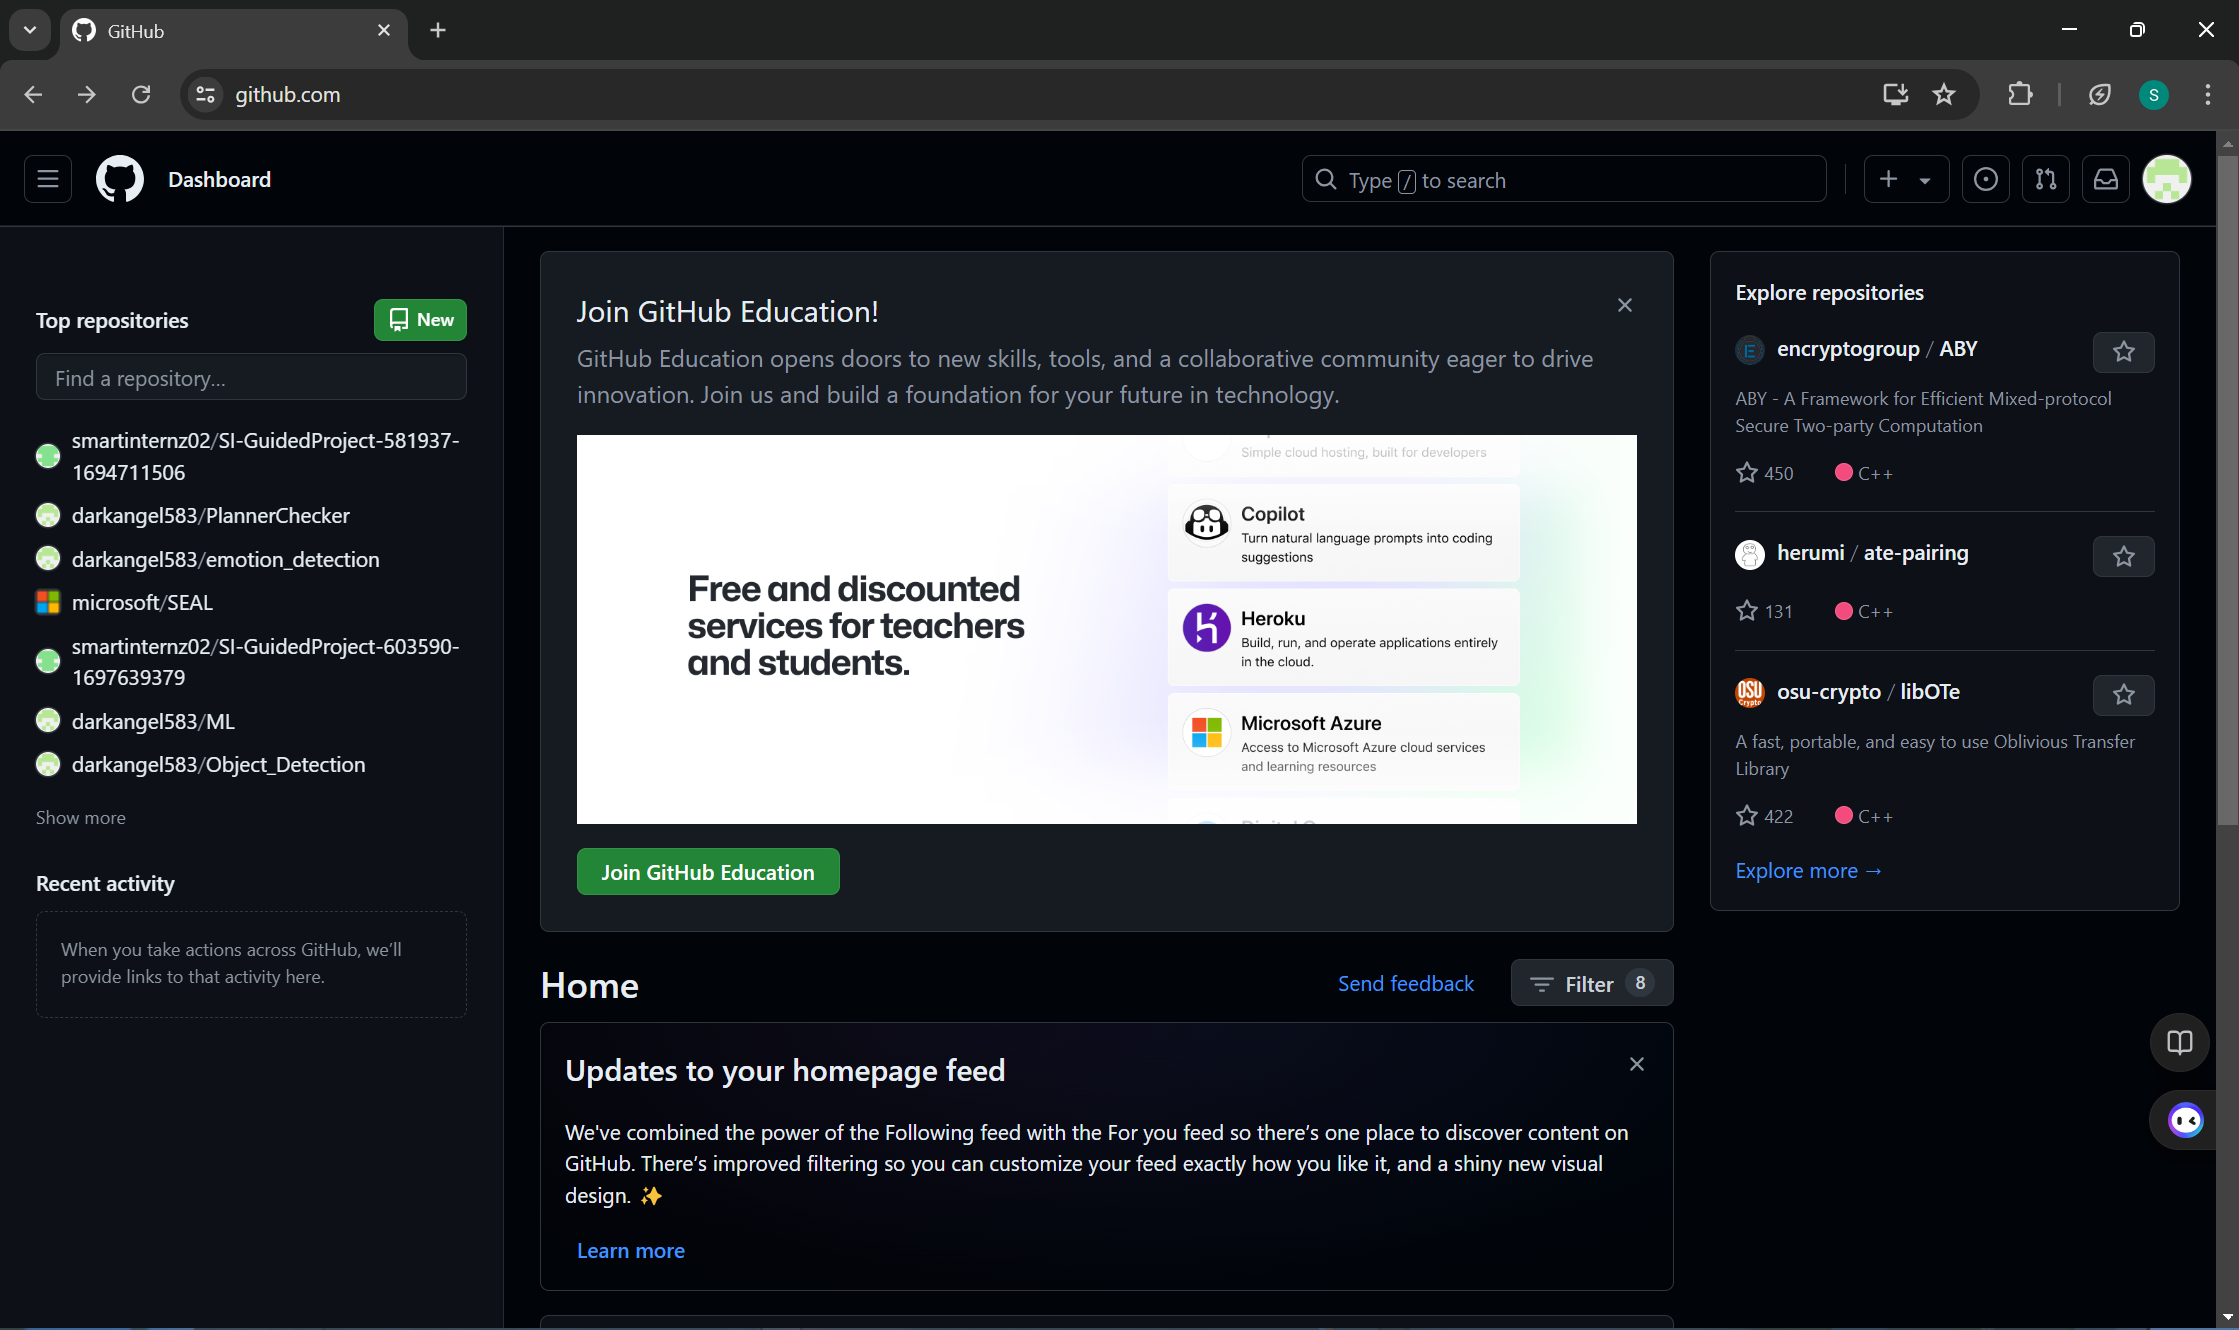 GitHub
github.com
S
Dashboard
Type / to search
Top repositories
New
Find a repository...
smartinternz02/SI-GuidedProject-581937-
1694711506
darkangel583/PlannerChecker
darkangel583/emotion_detection
microsoft/SEAL
smartinternz02/SI-GuidedProject-603590-
1697639379
darkangel583/ML
darkangel583/Object_Detection
Show more
Recent activity
When you take actions across GitHub, we'll
provide links to that activity here.
Join GitHub Education!
GitHub Education opens doors to new skills, tools, and a collaborative community eager to drive
innovation. Join us and build a foundation for your future in technology.
Free and discounted
services for teachers
and students.
Simple cloud hosting, built for developers
Copilot
Turn natural language prompts into coding
suggestions
Heroku
Build, run, and operate applications entirely
in the cloud.
Microsoft Azure
Access to Microsoft Azure cloud services
and learning resources
Join GitHub Education
Home
Send feedback
Filter 8
Updates to your homepage feed
We've combined the power of the Following feed with the For you feed so there's one place to discover content on
GitHub. There's improved filtering so you can customize your feed exactly how you like it, and a shiny new visual
design. ✨
Learn more
Explore repositories
E
encryptogroup / ABY
ABY - A Framework for Efficient Mixed-protocol
Secure Two-party Computation
450 C++
herumi / ate-pairing
131 C++
OSU
Crypto
osu-crypto / libOTe
A fast, portable, and easy to use Oblivious Transfer
Library
422 C++
Explore more →